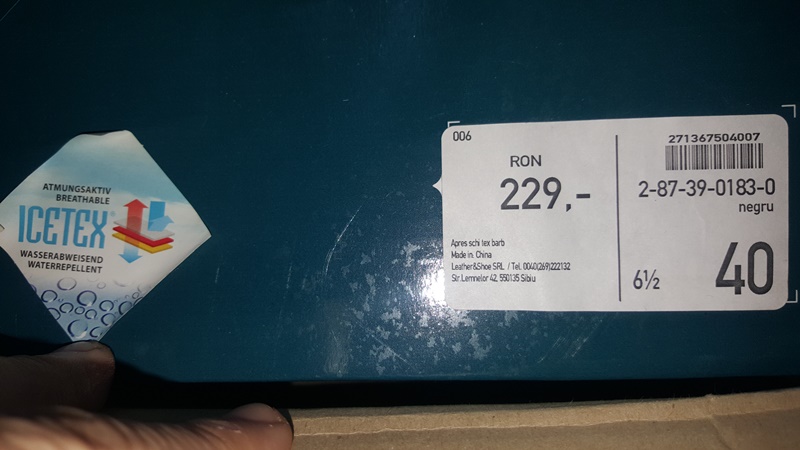 ATMUNGSAKTIV
BREATHABLE
ICETEX®
WASSERABWEISEND
WATERREPELLENT
006
RON
229,-
Apres schi tex barb
Made in China
Leather&Shoe SRL / Tel. 0040(269)222132
Str.Lemnelor 42, 550135 Sibiu
271367504007
2-87-39-0183-0
negru
6½
40